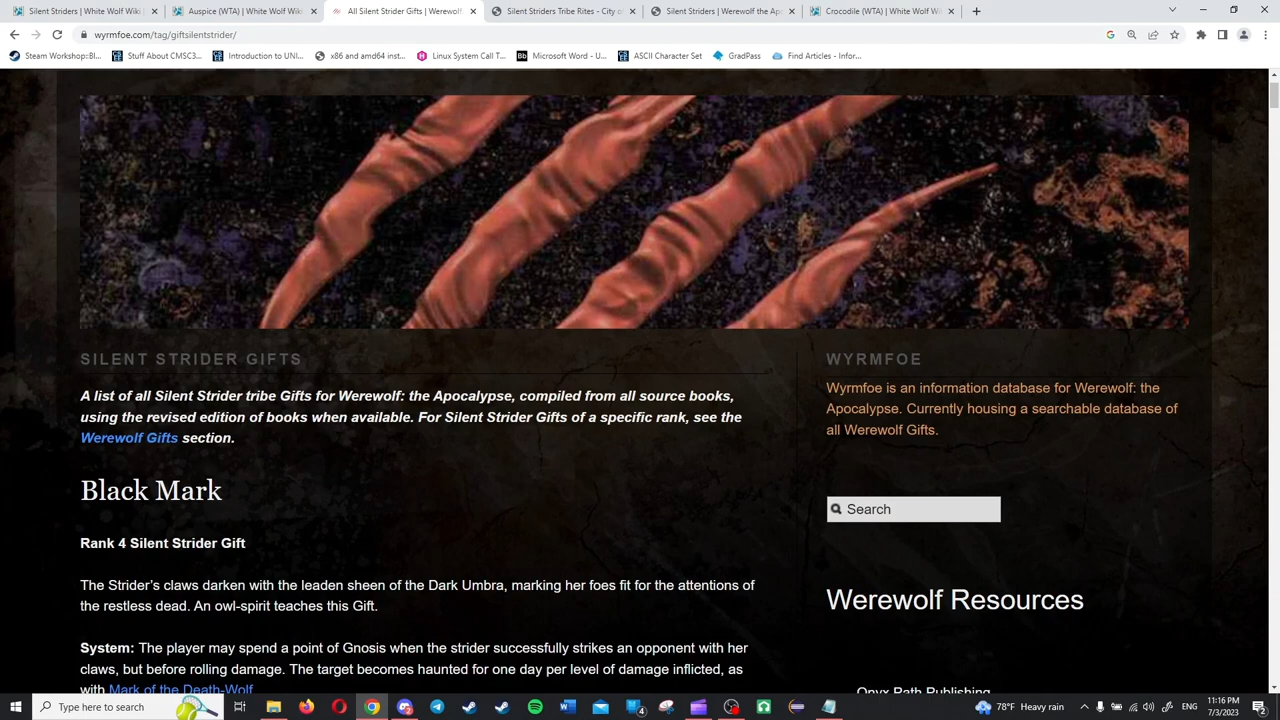 Silent Striders | White Wolf Wiki
Auspice (WTA) | White Wolf Wiki
All Silent Strider Gifts | Werewolf
Silent Striders Tribe Rites - City o
Silent Striders | Werewolf the Ap
Crocodile (WTA) | White Wolf Wi
wyrmfoe.com/tag/giftsilentstrider/
Steam Workshop::Bl...
Stuff About CMSC3...
Introduction to UNI...
x86 and amd64 inst...
Linux System Call T...
Microsoft Word - U...
ASCII Character Set
GradPass
Find Articles - Infor...
SILENT STRIDER GIFTS
A list of all Silent Strider tribe Gifts for Werewolf: the Apocalypse, compiled from all source books,
using the revised edition of books when available. For Silent Strider Gifts of a specific rank, see the
Werewolf Gifts section.
Black Mark
Rank 4 Silent Strider Gift
The Strider's claws darken with the leaden sheen of the Dark Umbra, marking her foes fit for the attentions of
the restless dead. An owl-spirit teaches this Gift.
System: The player may spend a point of Gnosis when the strider successfully strikes an opponent with her
claws, but before rolling damage. The target becomes haunted for one day per level of damage inflicted, as
with Mark of the Death-Wolf
WYRMFOE
Wyrmfoe is an information database for Werewolf: the
Apocalypse. Currently housing a searchable database of
all Werewolf Gifts.
Search
Werewolf Resources
Onyx Path Publishing
Type here to search
78°F Heavy rain
11:16 PM
7/3/2023